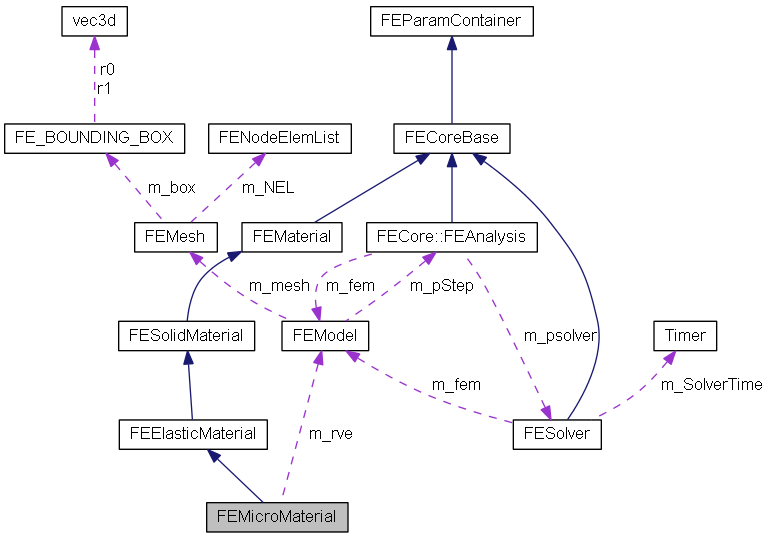 vec3d
FEParamContainer
r0
r1
FE_BOUNDING_BOX
FENodeElemList
FECoreBase
m_box
m_NEL
FEMesh
FEMaterial
FECore::FEAnalysis
m_mesh
m_fem
m_pStep
FESolidMaterial
FEModel
m_psolver
Timer
m_fem
m_SolverTime
FEElasticMaterial
m_rve
FESolver
FEMicroMaterial